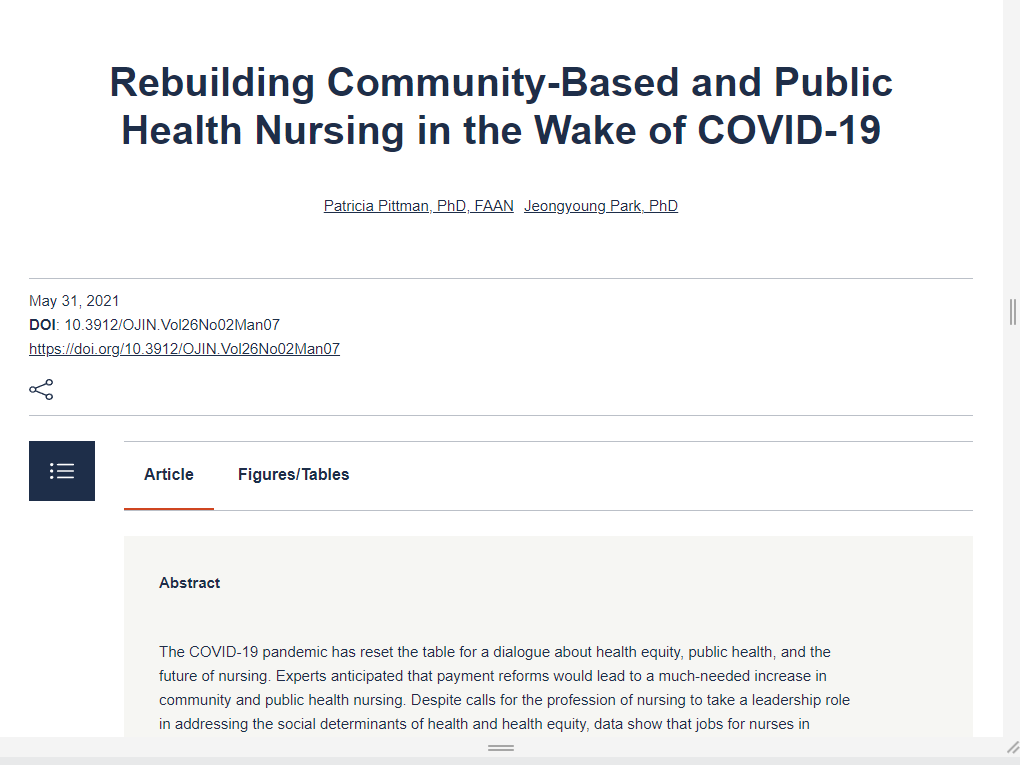 Rebuilding Community-Based and Public
Health Nursing in the Wake of COVID-19
Patricia Pittman, PhD, FAAN Jeongyoung Park, PhD
May 31, 2021
DOI: 10.3912/OJIN.Vol26No02Man07
https://doi.org/10.3912/OJIN.Vol26No02Man07
Article Figures/Tables
Abstract
The COVID-19 pandemic has reset the table for a dialogue about health equity, public health, and the
future of nursing. Experts anticipated that payment reforms would lead to a much-needed increase in
community and public health nursing. Despite calls for the profession of nursing to take a leadership role
in addressing the social determinants of health and health equity, data show that jobs for nurses in